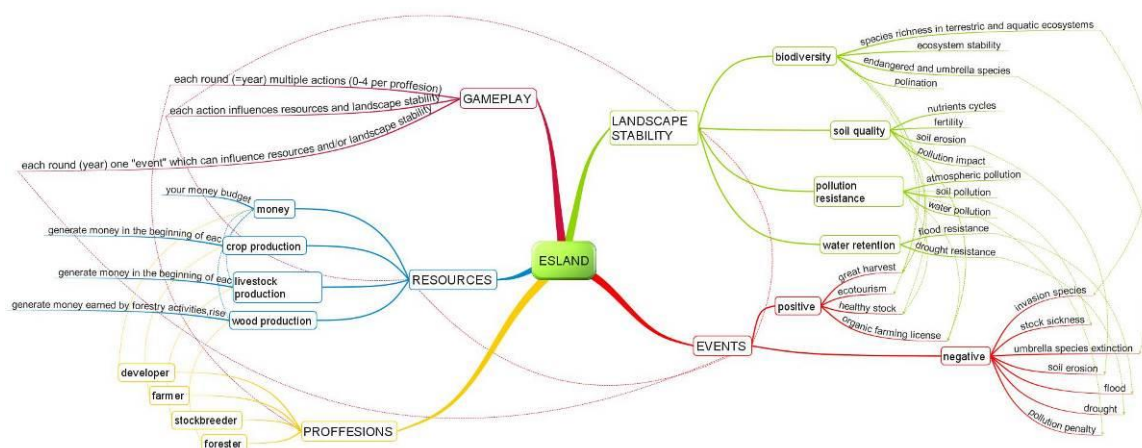 ESLAND
GAMEPLAY
each round (=year) multiple actions (0-4 per proffesion)
each action influences resources and landscape stability
each round (year) one "event" which can influence resources and/or landscape stability
RESOURCES
money
your money budget
crop production
generate money in the beginning of eac
livestock
production
generate money in the beginning of eac
wood production
generate money earned by forestry activities,rise
PROFFESIONS
developer
farmer
stockbreeder
forester
LANDSCAPE
STABILITY
biodiversity
species richness in terrestric and aquatic ecosystems
ecosystem stability
endangered and umbrella species
polination
soil quality
nutrients cycles
fertility
soil erosion
pollution impact
pollution
resistance
atmospheric pollution
soil pollution
water pollution
water retention
flood resistance
drought resistance
EVENTS
positive
great harvest
ecotourism
healthy stock
organic farming license
negative
invasion species
stock sickness
umbrella species extinction
soil erosion
flood
drought
pollution penalty